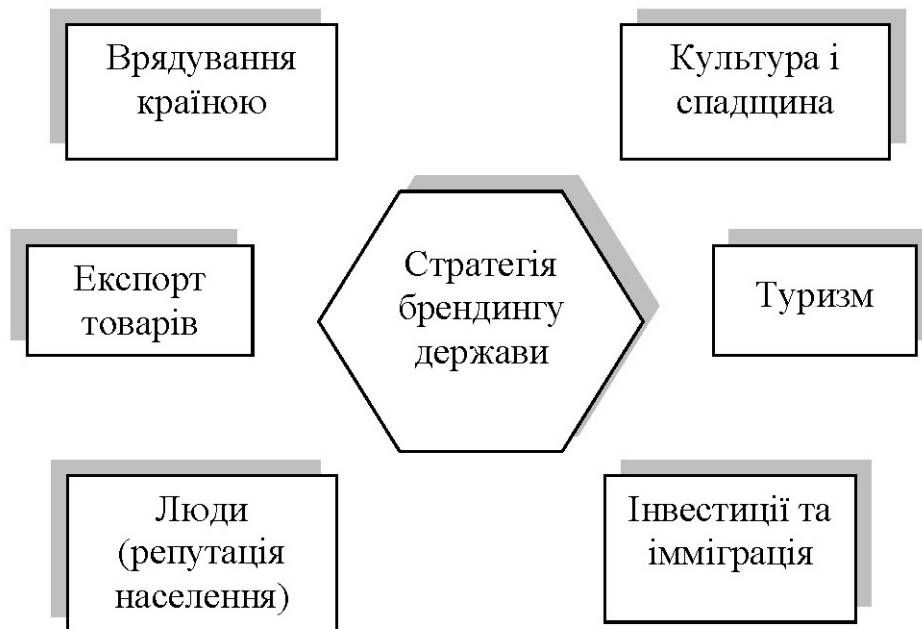 Врядування
країною
Культура і
спадщина
Експорт
товарів
Стратегія
брендингу
держави
Туризм
Люди
(репутація
населення)
Інвестиції та
імміграція